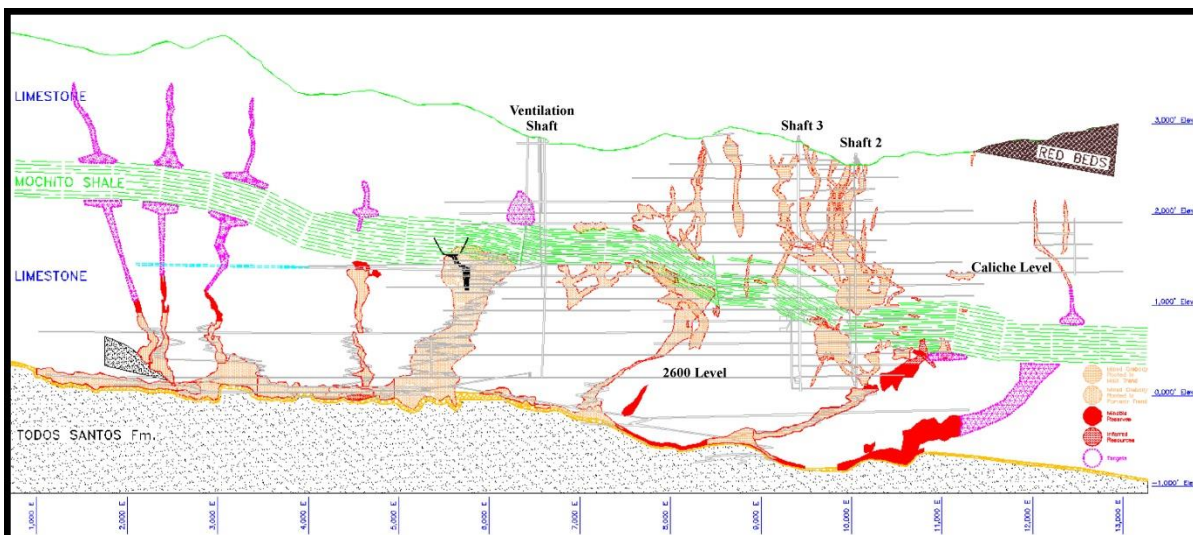 LIMESTONE
Ventilation
Shaft
Shaft 3
Shaft 2
3,000' Elev
RED BEDS
MOCHITO SHALE
2,000' Elev
LIMESTONE
Caliche Level
1,000' Elev
2600 Level
0,000' Elev
Mineable
Reserves
Inferred
Resources
Targets
TODOS SANTOS Fm.
-1,000' Elev
1,000 E
2,000 E
3,000 E
4,000 E
5,000 E
6,000 E
7,000 E
8,000 E
9,000 E
10,000 E
11,000 E
12,000 E
13,000 E